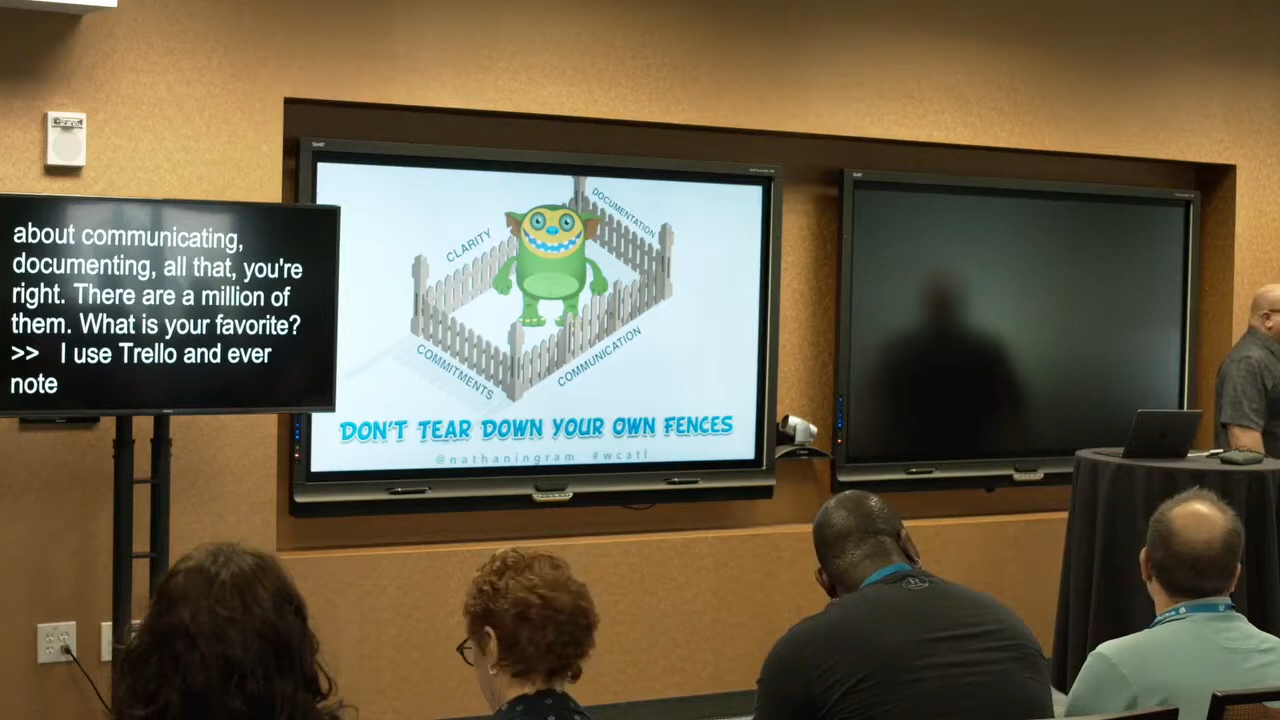 about communicating,
documenting, all that, you're
right. There are a million of
them. What is your favorite?
>> I use Trello and ever
note
CLARITY
DOCUMENTATION
COMMITMENTS
COMMUNICATION
DON'T TEAR DOWN YOUR OWN FENCES
@nathaningram #wcatl